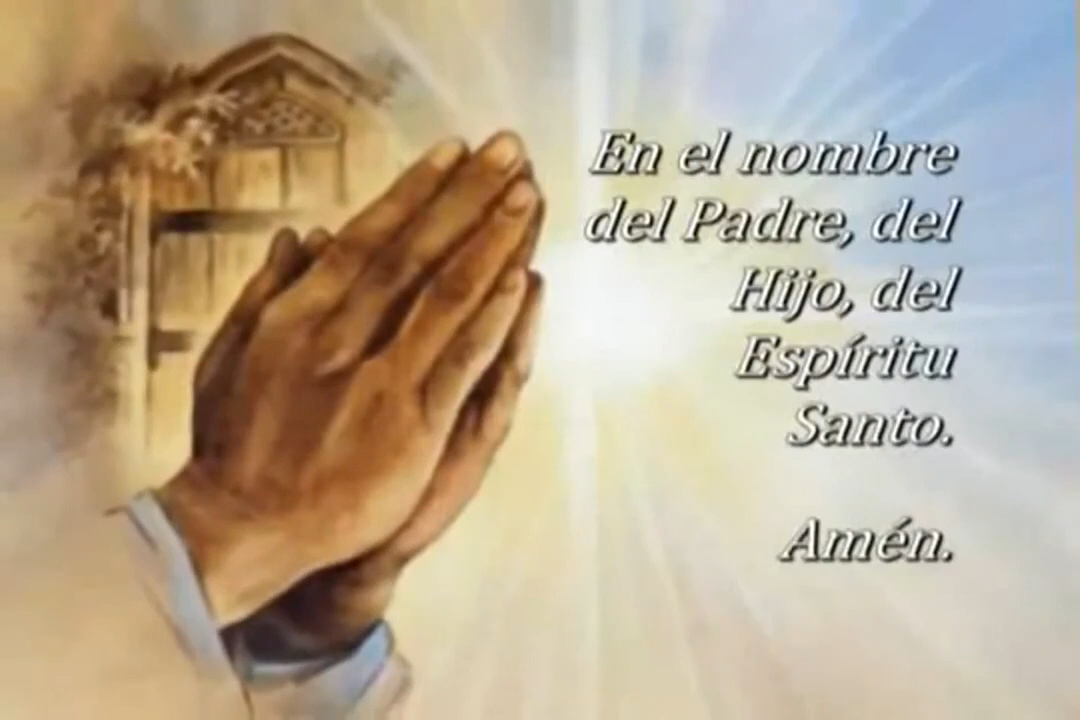 En el nombre
del Padre, del
Hijo, del
Espíritu
Santo.
Amén.